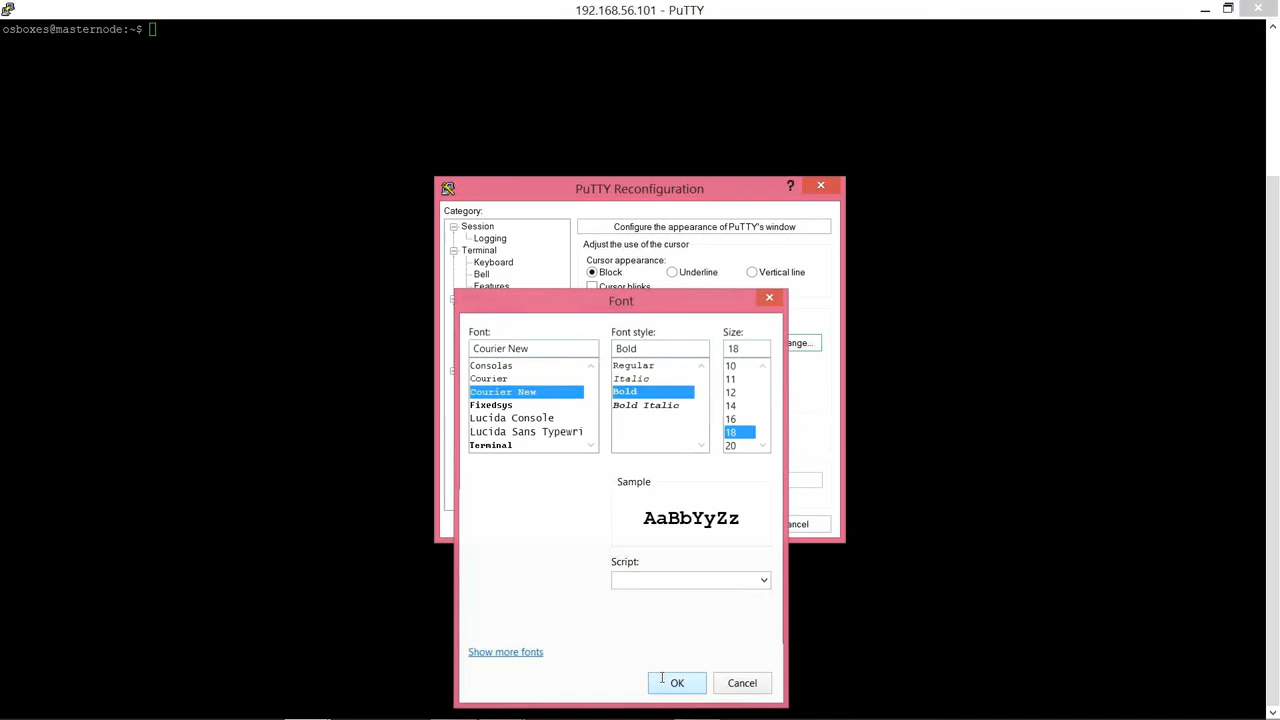 192.168.56.101 - PuTTY
osboxes@masternode:~$
PuTTY Reconfiguration
?
Category:
Session
Logging
Terminal
Keyboard
Bell
Features
Configure the appearance of PuTTY's window
Adjust the use of the cursor
Cursor appearance:
Block Underline Vertical line
Cursor blinks
ange...
ancel
Font
Font: Font style: Size:
Courier New Bold 18
Consolas Regular 10
Courier Italic 11
Courier New Bold 12
Fixedsys Bold Italic 14
Lucida Console 16
Lucida Sans Typewri 18
Terminal 20
Sample
AaBbYyZz
Script:
Show more fonts
OK Cancel